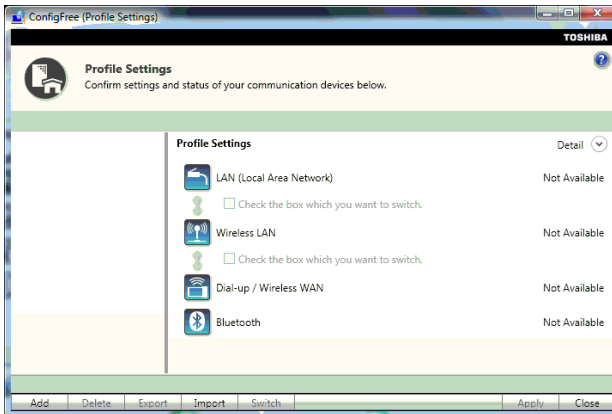 ConfigFree (Profile Settings)
TOSHIBA
Profile Settings
Confirm settings and status of your communication devices below.
Profile Settings
Detail
LAN (Local Area Network)
Not Available
Check the box which you want to switch.
Wireless LAN
Not Available
Check the box which you want to switch.
Dial-up / Wireless WAN
Not Available
Bluetooth
Not Available
Add Delete Export Import Switch Apply Close